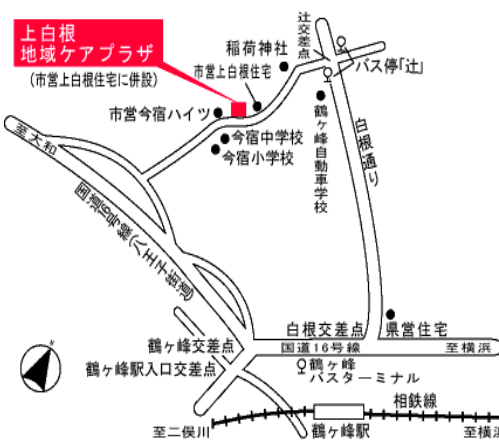 上白根
地域ケアプラザ
(市営上白根住宅に併設)
辻交差点
稲荷神社
バス停「辻」
市営上白根住宅
市営今宿ハイツ
鶴ヶ峰自動車学校
今宿中学校
今宿小学校
白根通り
至大和
国道16号線(八王子街道)
県営住宅
白根交差点
鶴ヶ峰交差点
国道16号線
至横浜
鶴ヶ峰駅入口交差点
鶴ヶ峰
バスターミナル
N
相鉄線
至二俣川
鶴ヶ峰駅
至横浜